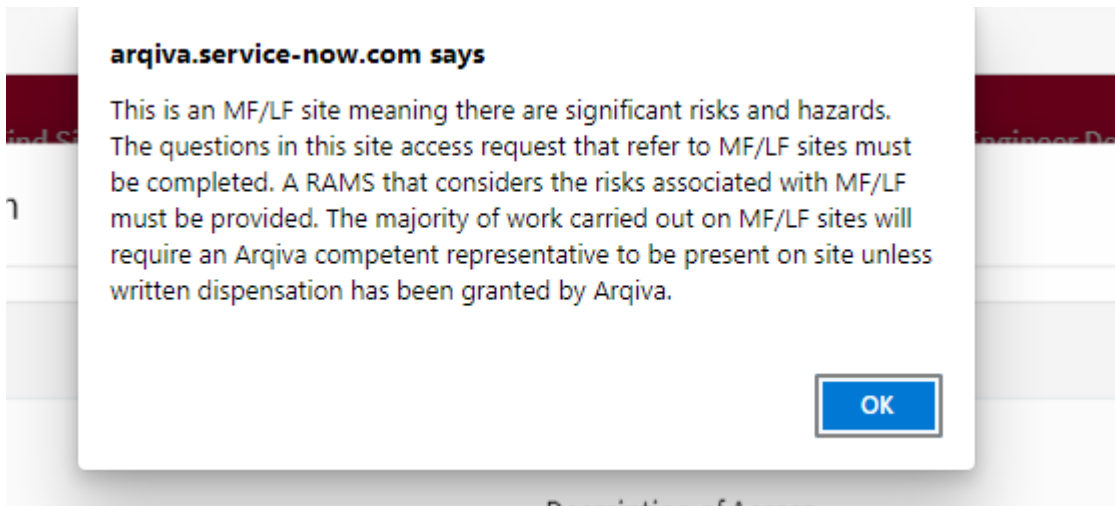 arqiva.service-now.com says
This is an MF/LF site meaning there are significant risks and hazards.
The questions in this site access request that refer to MF/LF sites must
be completed. A RAMS that considers the risks associated with MF/LF
must be provided. The majority of work carried out on MF/LF sites will
require an Arqiva competent representative to be present on site unless
written dispensation has been granted by Arqiva.
OK